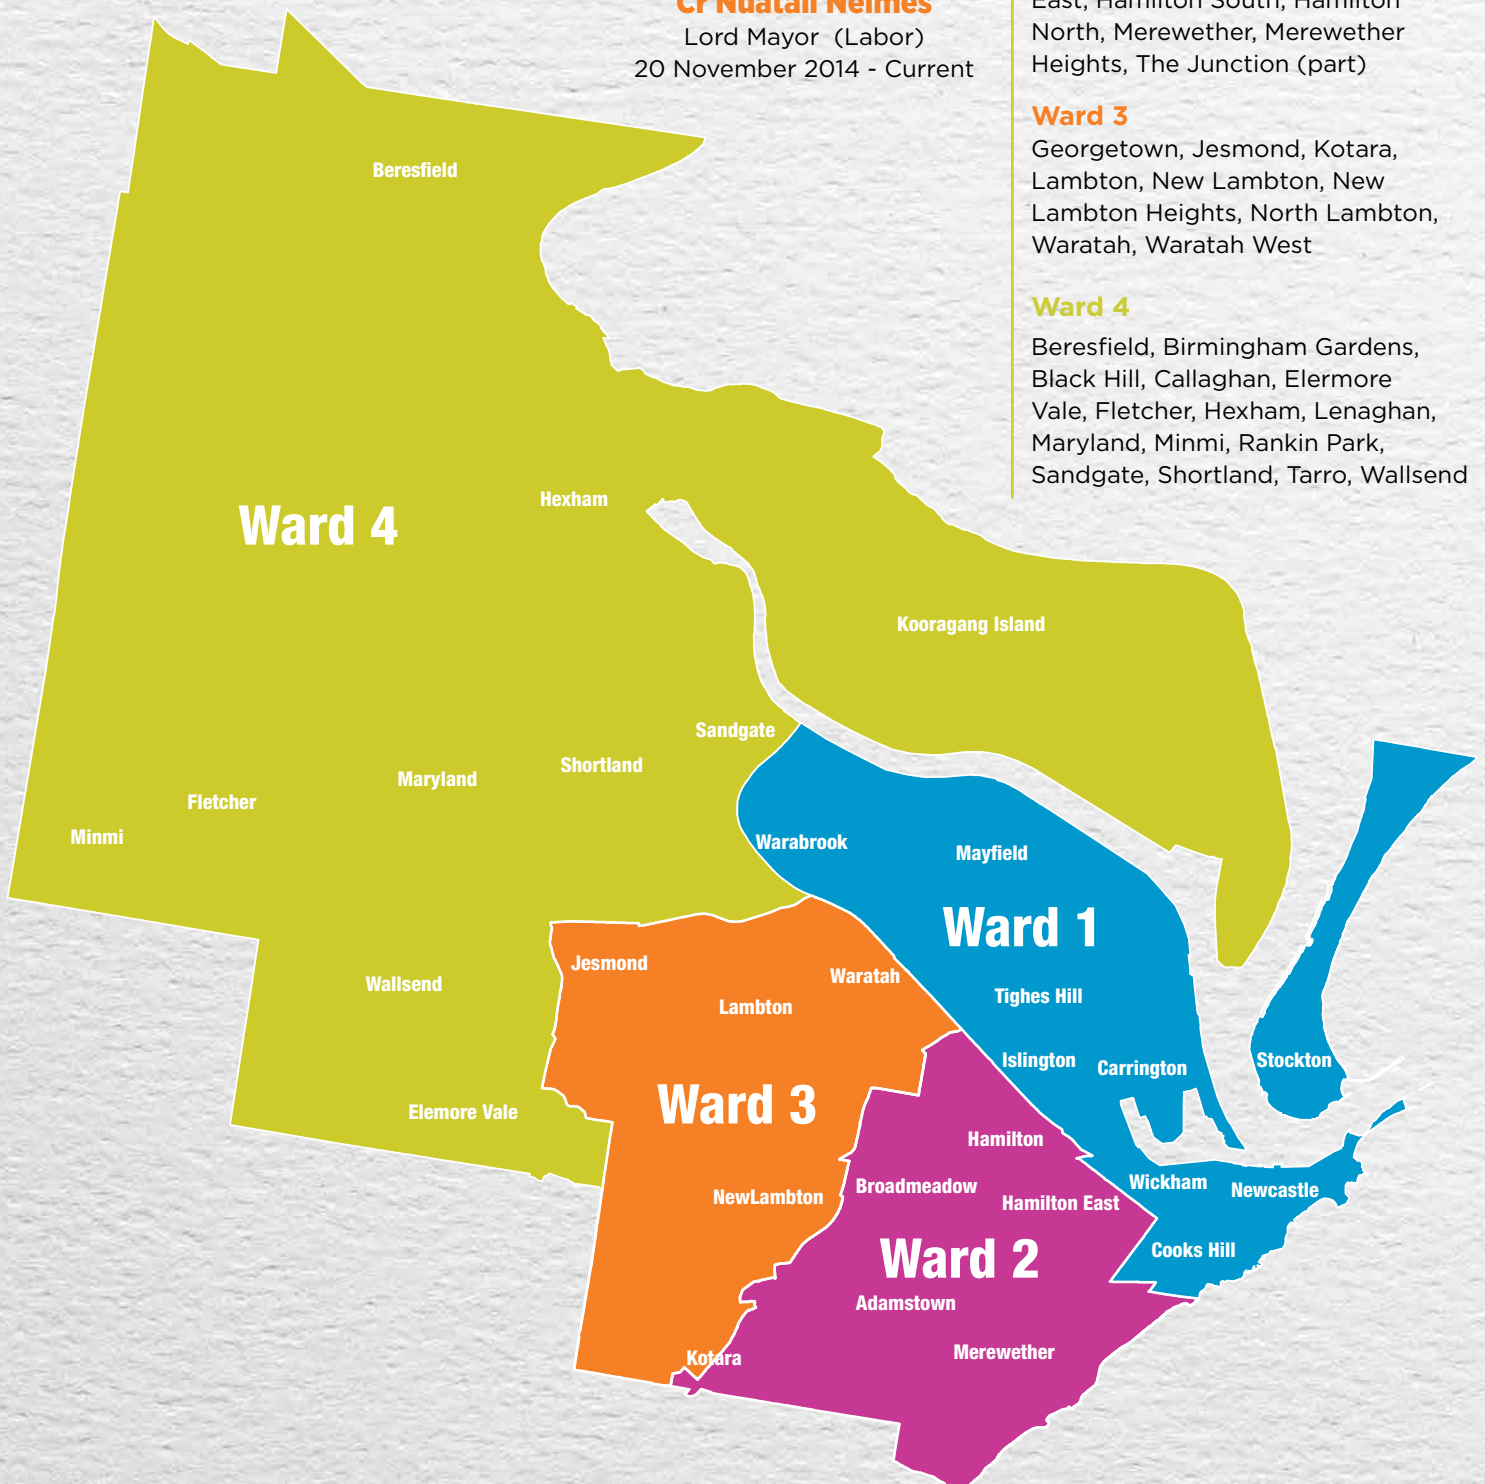 Cr Nuatali Nelmes
Lord Mayor (Labor)
20 November 2014 - Current
East, Hamilton South, Hamilton
North, Merewether, Merewether
Heights, The Junction (part)
Ward 3
Georgetown, Jesmond, Kotara,
Lambton, New Lambton, New
Lambton Heights, North Lambton,
Waratah, Waratah West
Ward 4
Beresfield, Birmingham Gardens,
Black Hill, Callaghan, Elermore
Vale, Fletcher, Hexham, Lenaghan,
Maryland, Minmi, Rankin Park,
Sandgate, Shortland, Tarro, Wallsend
Beresfield
Hexham
Ward 4
Kooragang Island
Sandgate
Shortland
Maryland
Fletcher
Minmi
Warabrook
Mayfield
Ward 1
Jesmond
Waratah
Wallsend
Lambton
Tighes Hill
Islington
Carrington
Stockton
Ward 3
Elemore Vale
Hamilton
Broadmeadow
Wickham
Newcastle
NewLambton
Hamilton East
Ward 2
Cooks Hill
Adamstown
Merewether
Kotara